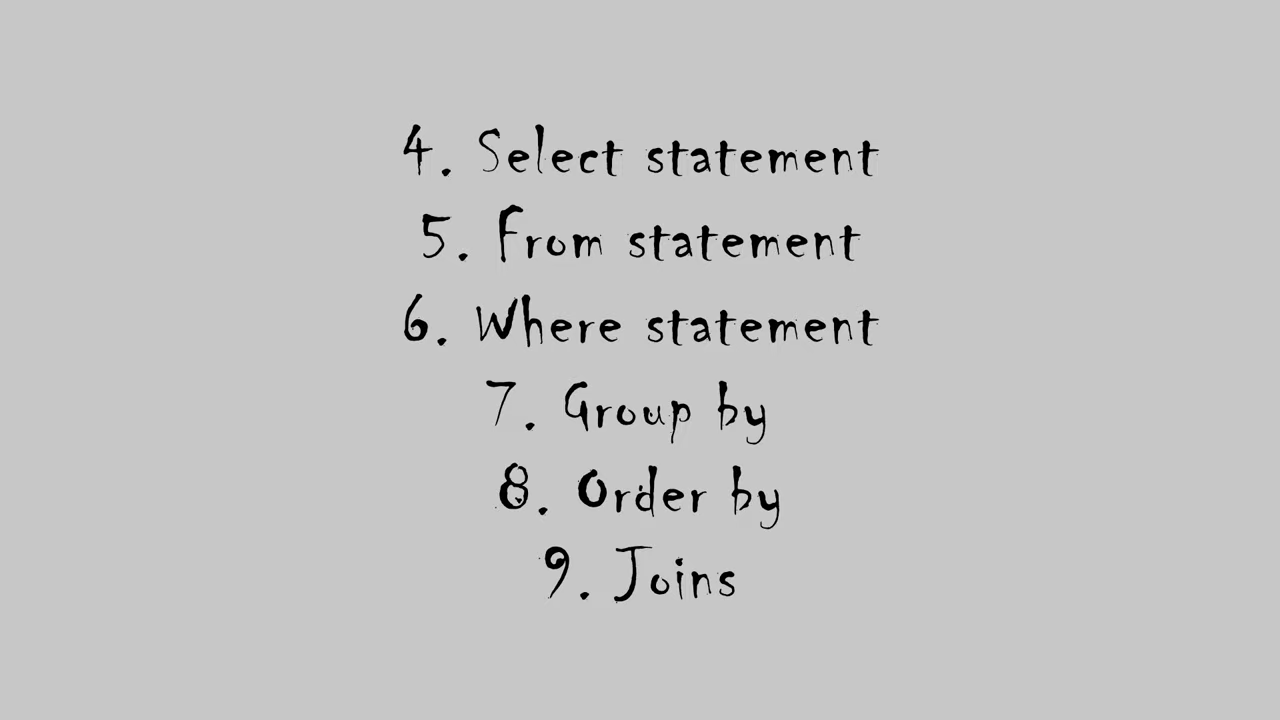 4. Select statement
5. From statement
6. Where statement
7. Group by
8. Order by
9. Joins